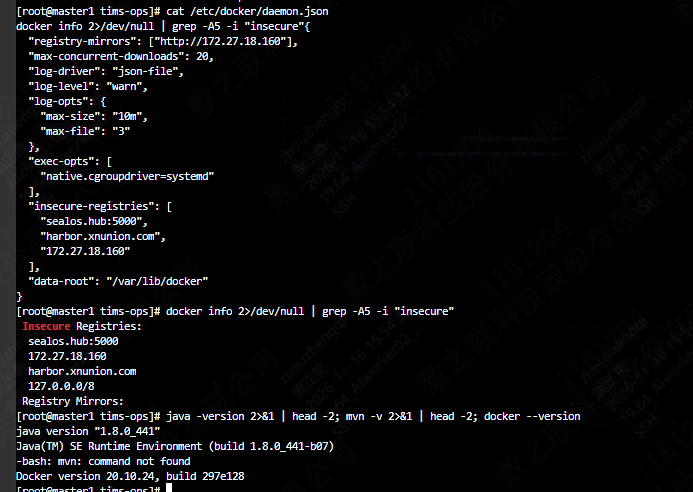 [root@master1 tims-ops]# cat /etc/docker/daemon.json
docker info 2>/dev/null | grep -A5 -i "insecure"{
  "registry-mirrors": ["http://172.27.18.160"],
  "max-concurrent-downloads": 20,
  "log-driver": "json-file",
  "log-level": "warn",
  "log-opts": {
    "max-size": "10m",
    "max-file": "3"
  },
  "exec-opts": [
    "native.cgroupdriver=systemd"
  ],
  "insecure-registries": [
    "sealos.hub:5000",
    "harbor.xnunion.com",
    "172.27.18.160"
  ],
  "data-root": "/var/lib/docker"
}
[root@master1 tims-ops]# docker info 2>/dev/null | grep -A5 -i "insecure"
 Insecure Registries:
  sealos.hub:5000
  172.27.18.160
  harbor.xnunion.com
  127.0.0.0/8
 Registry Mirrors:
[root@master1 tims-ops]# java -version 2>&1 | head -2; mvn -v 2>&1 | head -2; docker --version
java version "1.8.0_441"
Java(TM) SE Runtime Environment (build 1.8.0_441-b07)
-bash: mvn: command not found
Docker version 20.10.24, build 297e128
[root@master1 tims-ops]#